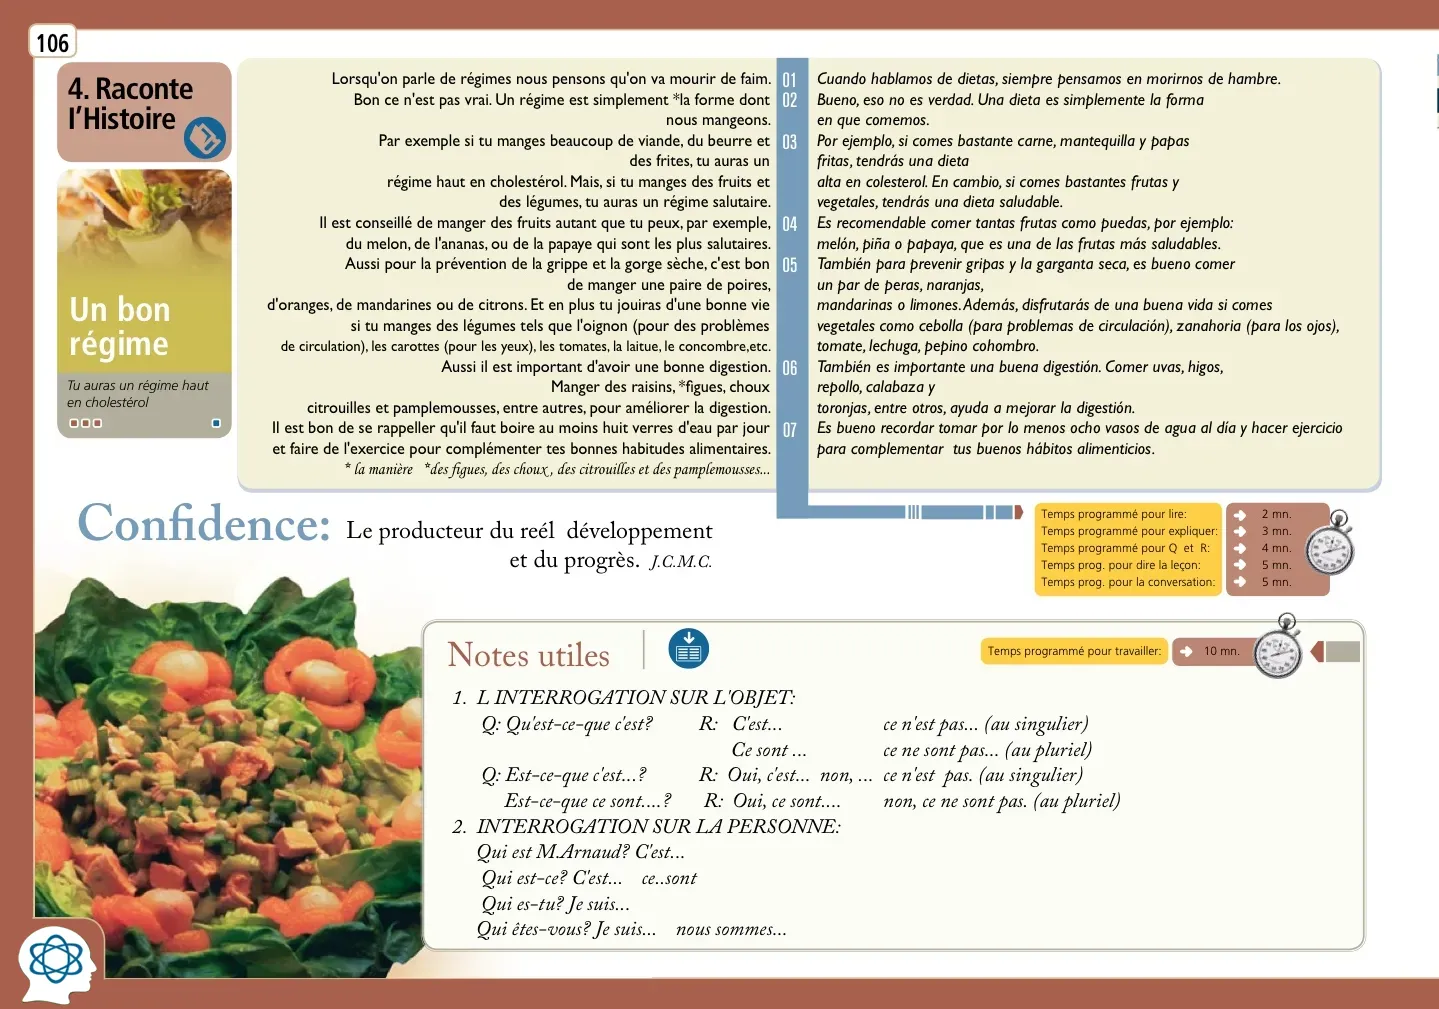 106
4. Raconte
l'Histoire
Un bon
régime
Tu auras un régime haut
en cholestérol
Lorsqu'on parle de régimes nous pensons qu'on va mourir de faim.
Bon ce n'est pas vrai. Un régime est simplement *la forme dont
nous mangeons.
Par exemple si tu manges beaucoup de viande, du beurre et
des frites, tu auras un
régime haut en cholestérol. Mais, si tu manges des fruits et
des légumes, tu auras un régime salutaire.
Il est conseillé de manger des fruits autant que tu peux, par exemple,
du melon, de l'ananas, ou de la papaye qui sont les plus salutaires.
Aussi pour la prévention de la grippe et la gorge sèche, c'est bon
de manger une paire de poires,
d'oranges, de mandarines ou de citrons. Et en plus tu jouiras d'une bonne vie
si tu manges des légumes tels que l'oignon (pour des problèmes
de circulation), les carottes (pour les yeux), les tomates, la laitue, le concombre,etc.
Aussi il est important d'avoir une bonne digestion.
Manger des raisins, *figues, choux
citrouilles et pamplemousses, entre autres, pour améliorer la digestion.
Il est bon de se rappeller qu'il faut boire au moins huit verres d'eau par jour
et faire de l'exercice pour complémenter tes bonnes habitudes alimentaires.
* la manière *des figues, des choux , des citrouilles et des pamplemousses...
01
02
03
04
05
06
07
Cuando hablamos de dietas, siempre pensamos en morirnos de hambre.
Bueno, eso no es verdad. Una dieta es simplemente la forma
en que comemos.
Por ejemplo, si comes bastante carne, mantequilla y papas
fritas, tendrás una dieta
alta en colesterol. En cambio, si comes bastantes frutas y
vegetales, tendrás una dieta saludable.
Es recomendable comer tantas frutas como puedas, por ejemplo:
melón, piña o papaya, que es una de las frutas más saludables.
También para prevenir gripas y la garganta seca, es bueno comer
un par de peras, naranjas,
mandarinas o limones. Además, disfrutarás de una buena vida si comes
vegetales como cebolla (para problemas de circulación), zanahoria (para los ojos),
tomate, lechuga, pepino cohombro.
También es importante una buena digestión. Comer uvas, higos,
repollo, calabaza y
toronjas, entre otros, ayuda a mejorar la digestión.
Es bueno recordar tomar por lo menos ocho vasos de agua al día y hacer ejercicio
para complementar tus buenos hábitos alimenticios.
Confidence: Le producteur du reél développement
et du progrès. J.C.M.C.
Temps programmé pour lire: 2 mn.
Temps programmé pour expliquer: 3 mn.
Temps programmé pour Q et R: 4 mn.
Temps prog. pour dire la leçon: 5 mn.
Temps prog. pour la conversation: 5 mn.
Notes utiles
Temps programmé pour travailler: 10 mn.
1. L INTERROGATION SUR L'OBJET:
Q: Qu'est-ce-que c'est? R: C'est... ce n'est pas... (au singulier)
Ce sont ... ce ne sont pas... (au pluriel)
Q: Est-ce-que c'est...? R: Oui, c'est... non, ... ce n'est pas. (au singulier)
Est-ce-que ce sont....? R: Oui, ce sont.... non, ce ne sont pas. (au pluriel)
2. INTERROGATION SUR LA PERSONNE:
Qui est M.Arnaud? C'est...
Qui est-ce? C'est... ce..sont
Qui es-tu? Je suis...
Qui êtes-vous? Je suis... nous sommes...